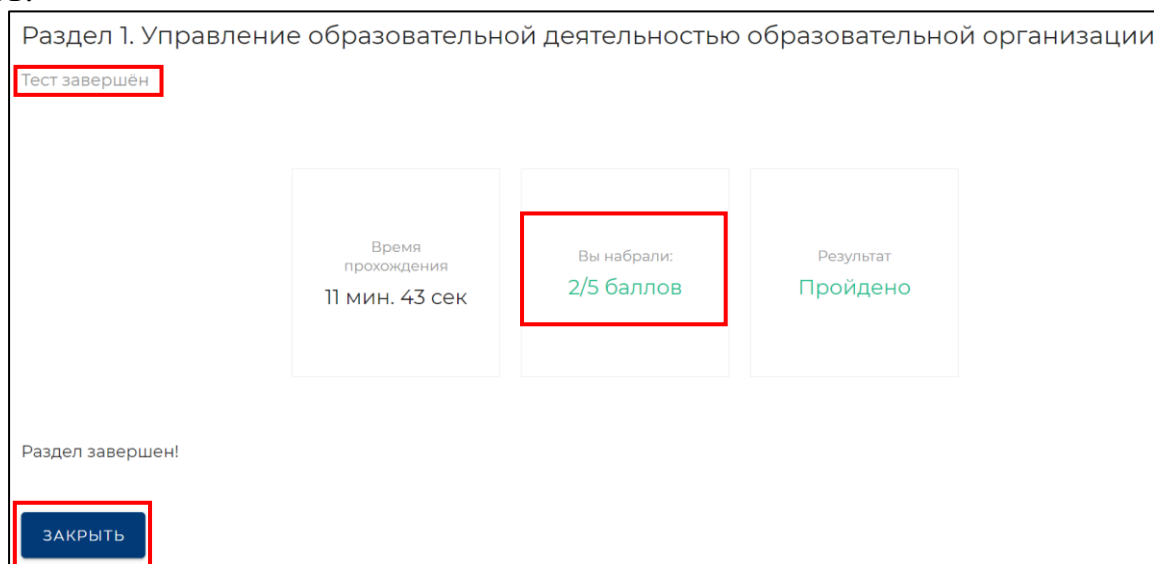 Раздел 1. Управление образовательной деятельностью образовательной организации
Тест завершён
Время
прохождения
11 мин. 43 сек
Вы набрали:
2/5 баллов
Результат
Пройдено
Раздел завершен!
ЗАКРЫТЬ